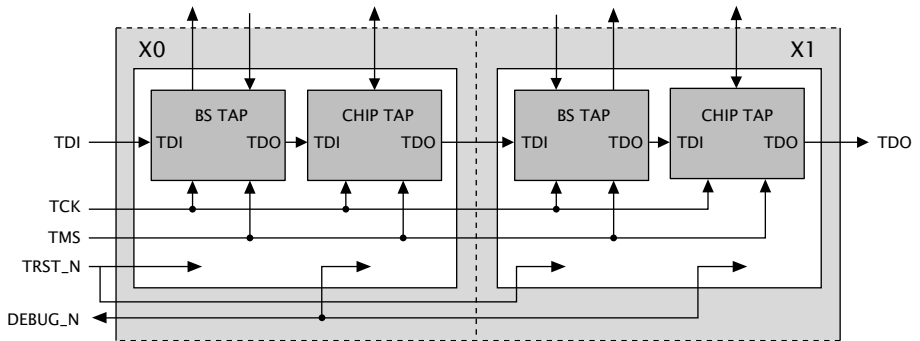 X0
X1
BS TAP
CHIP TAP
BS TAP
CHIP TAP
TDI
TDI
TDO
TDI
TDO
TDI
TDO
TDI
TDO
TDO
TCK
TMS
TRST_N
DEBUG_N